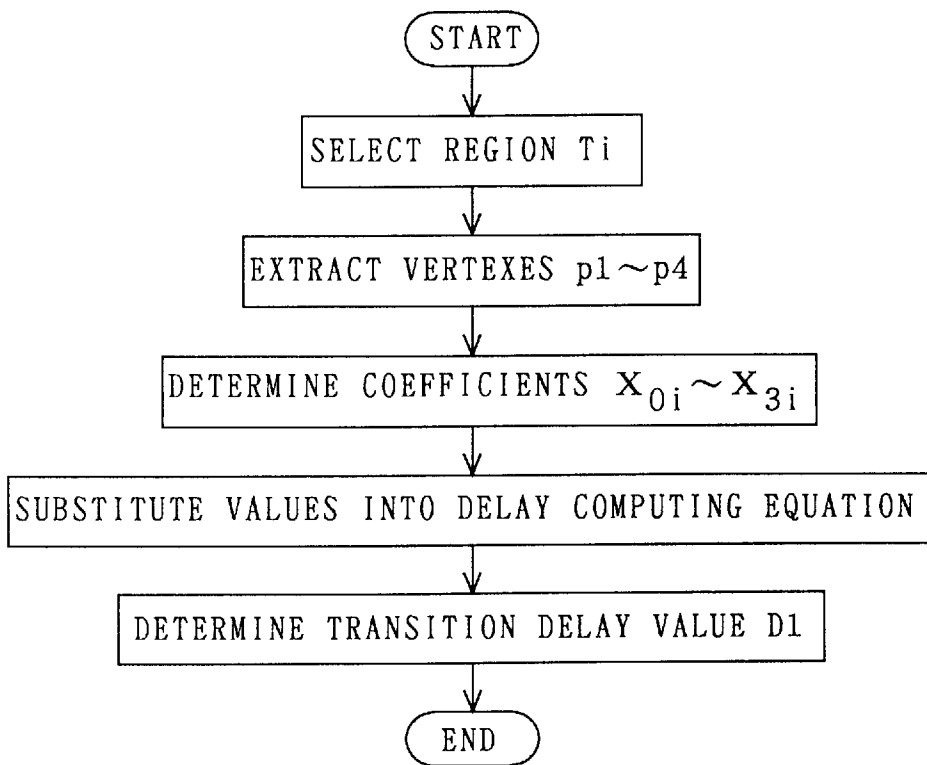 START
SELECT REGION Ti
EXTRACT VERTEXES p1~p4
DETERMINE COEFFICIENTS X0i~X3i
SUBSTITUTE VALUES INTO DELAY COMPUTING EQUATION
DETERMINE TRANSITION DELAY VALUE D1
END